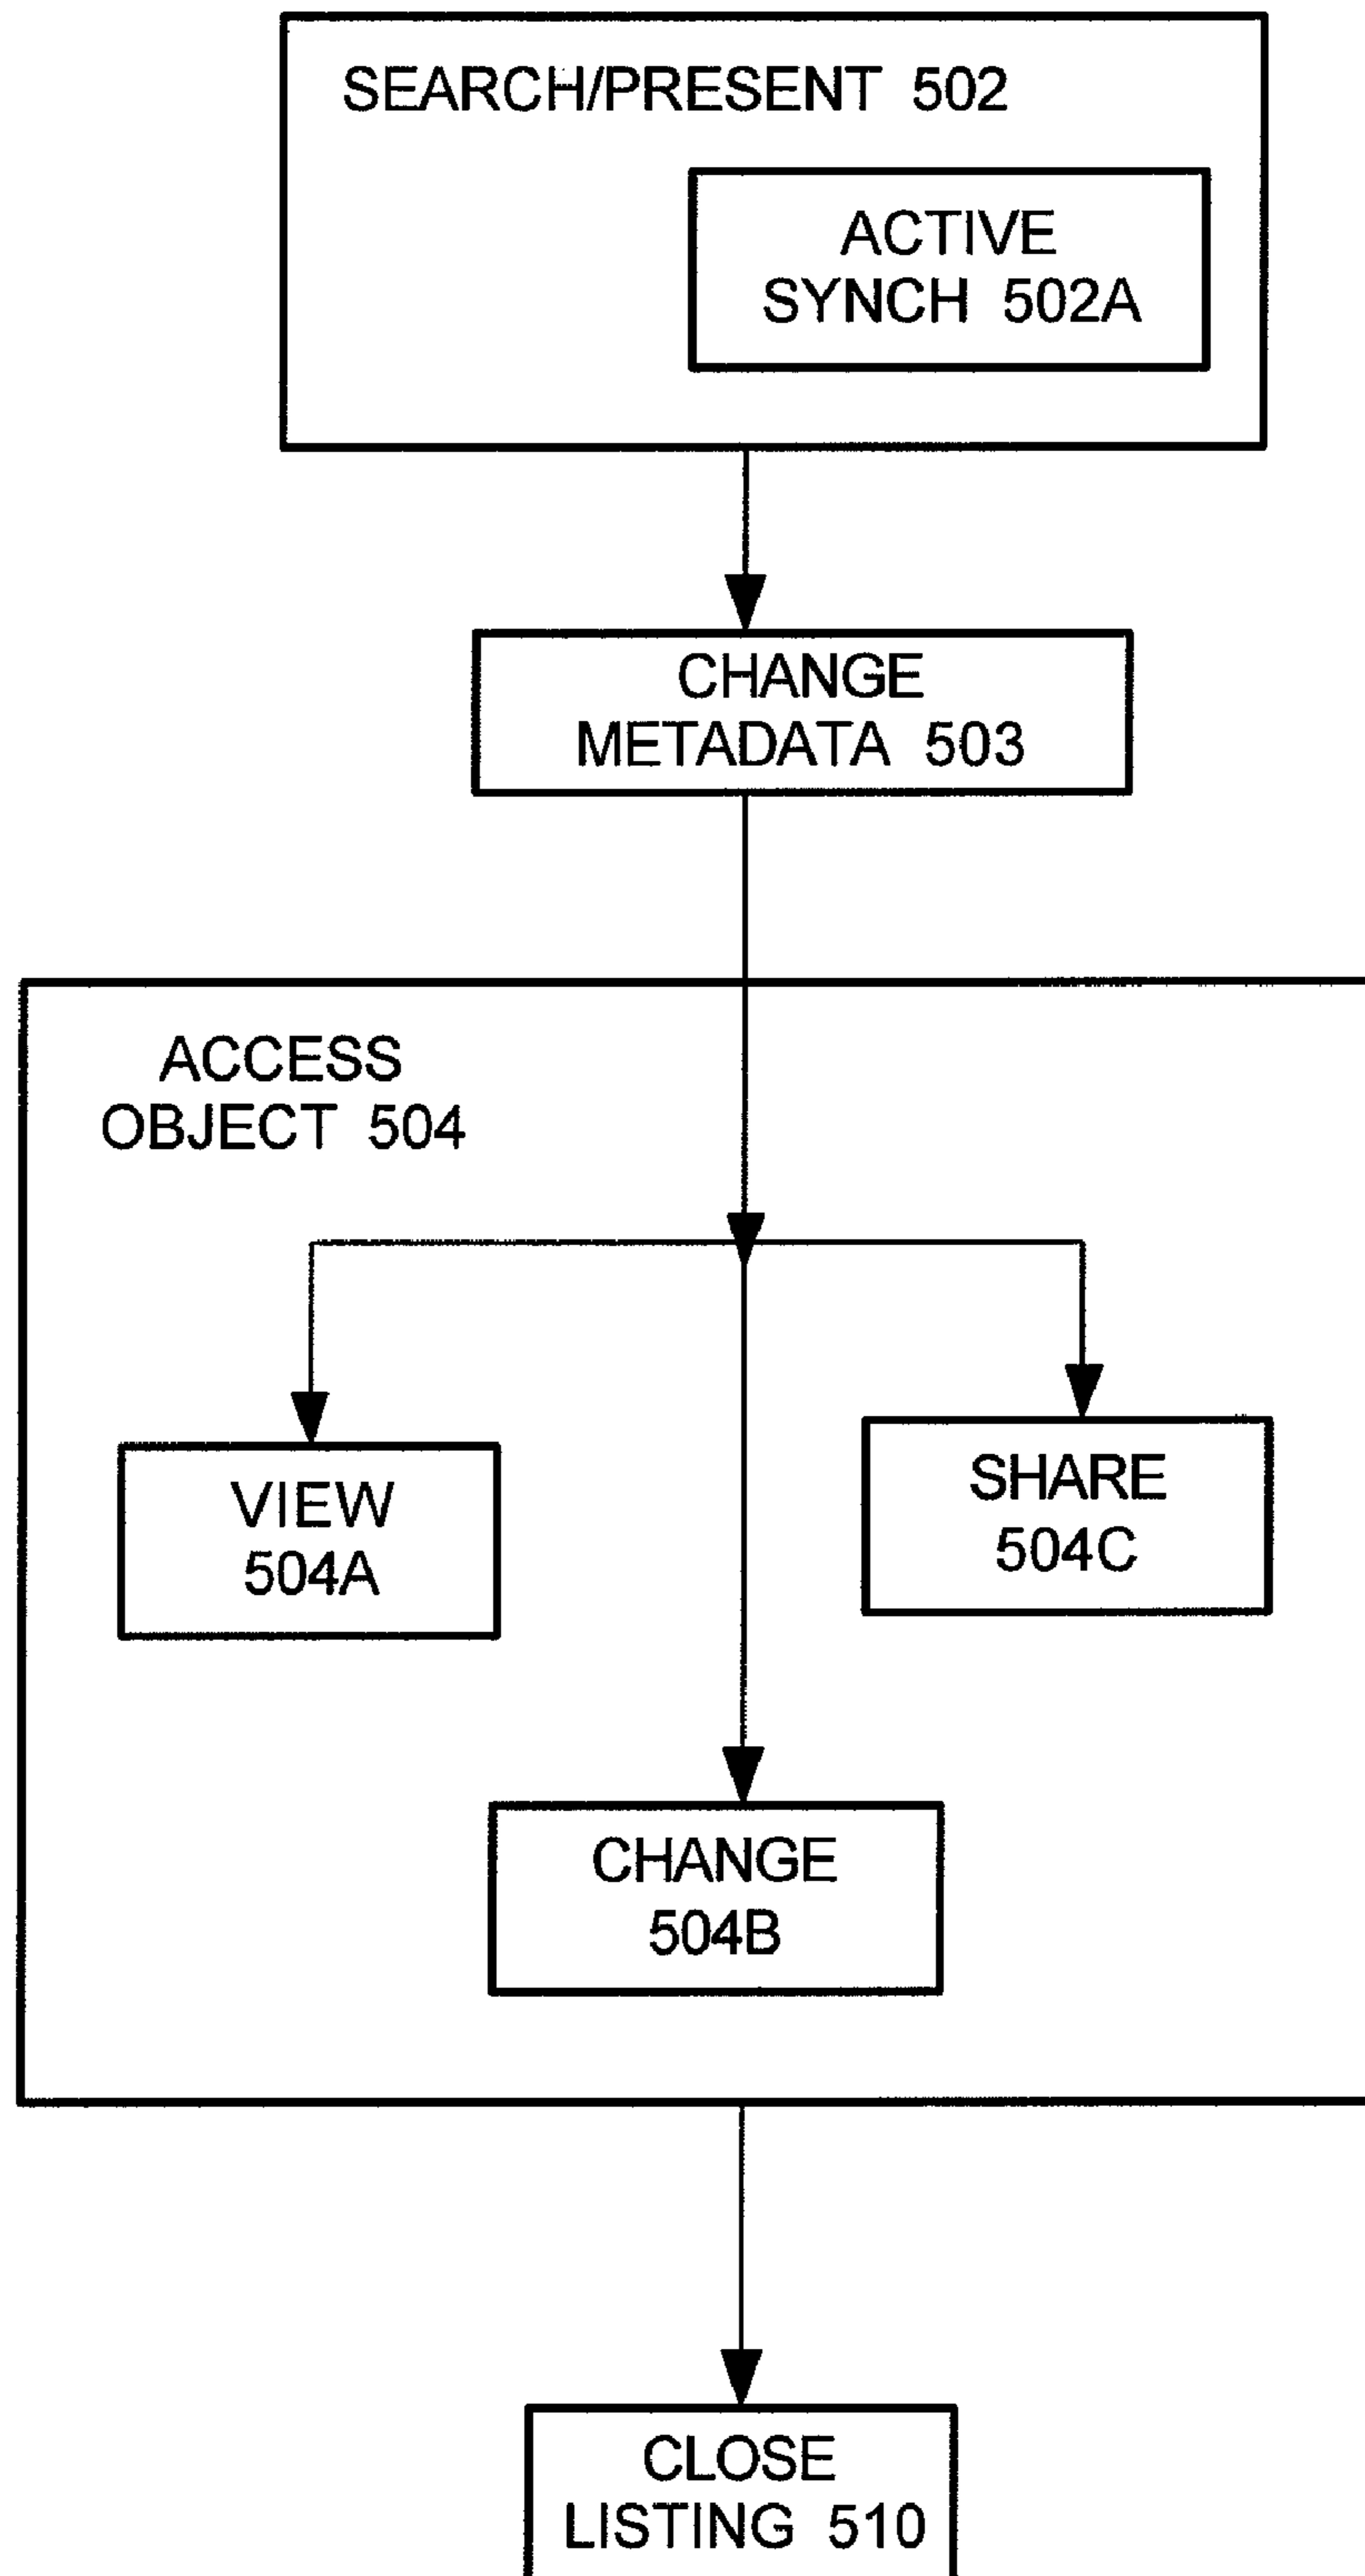 SEARCH/PRESENT 502
ACTIVE
SYNCH 502A
CHANGE
METADATA 503
ACCESS
OBJECT 504
VIEW
504A
SHARE
504C
CHANGE
504B
CLOSE
LISTING 510